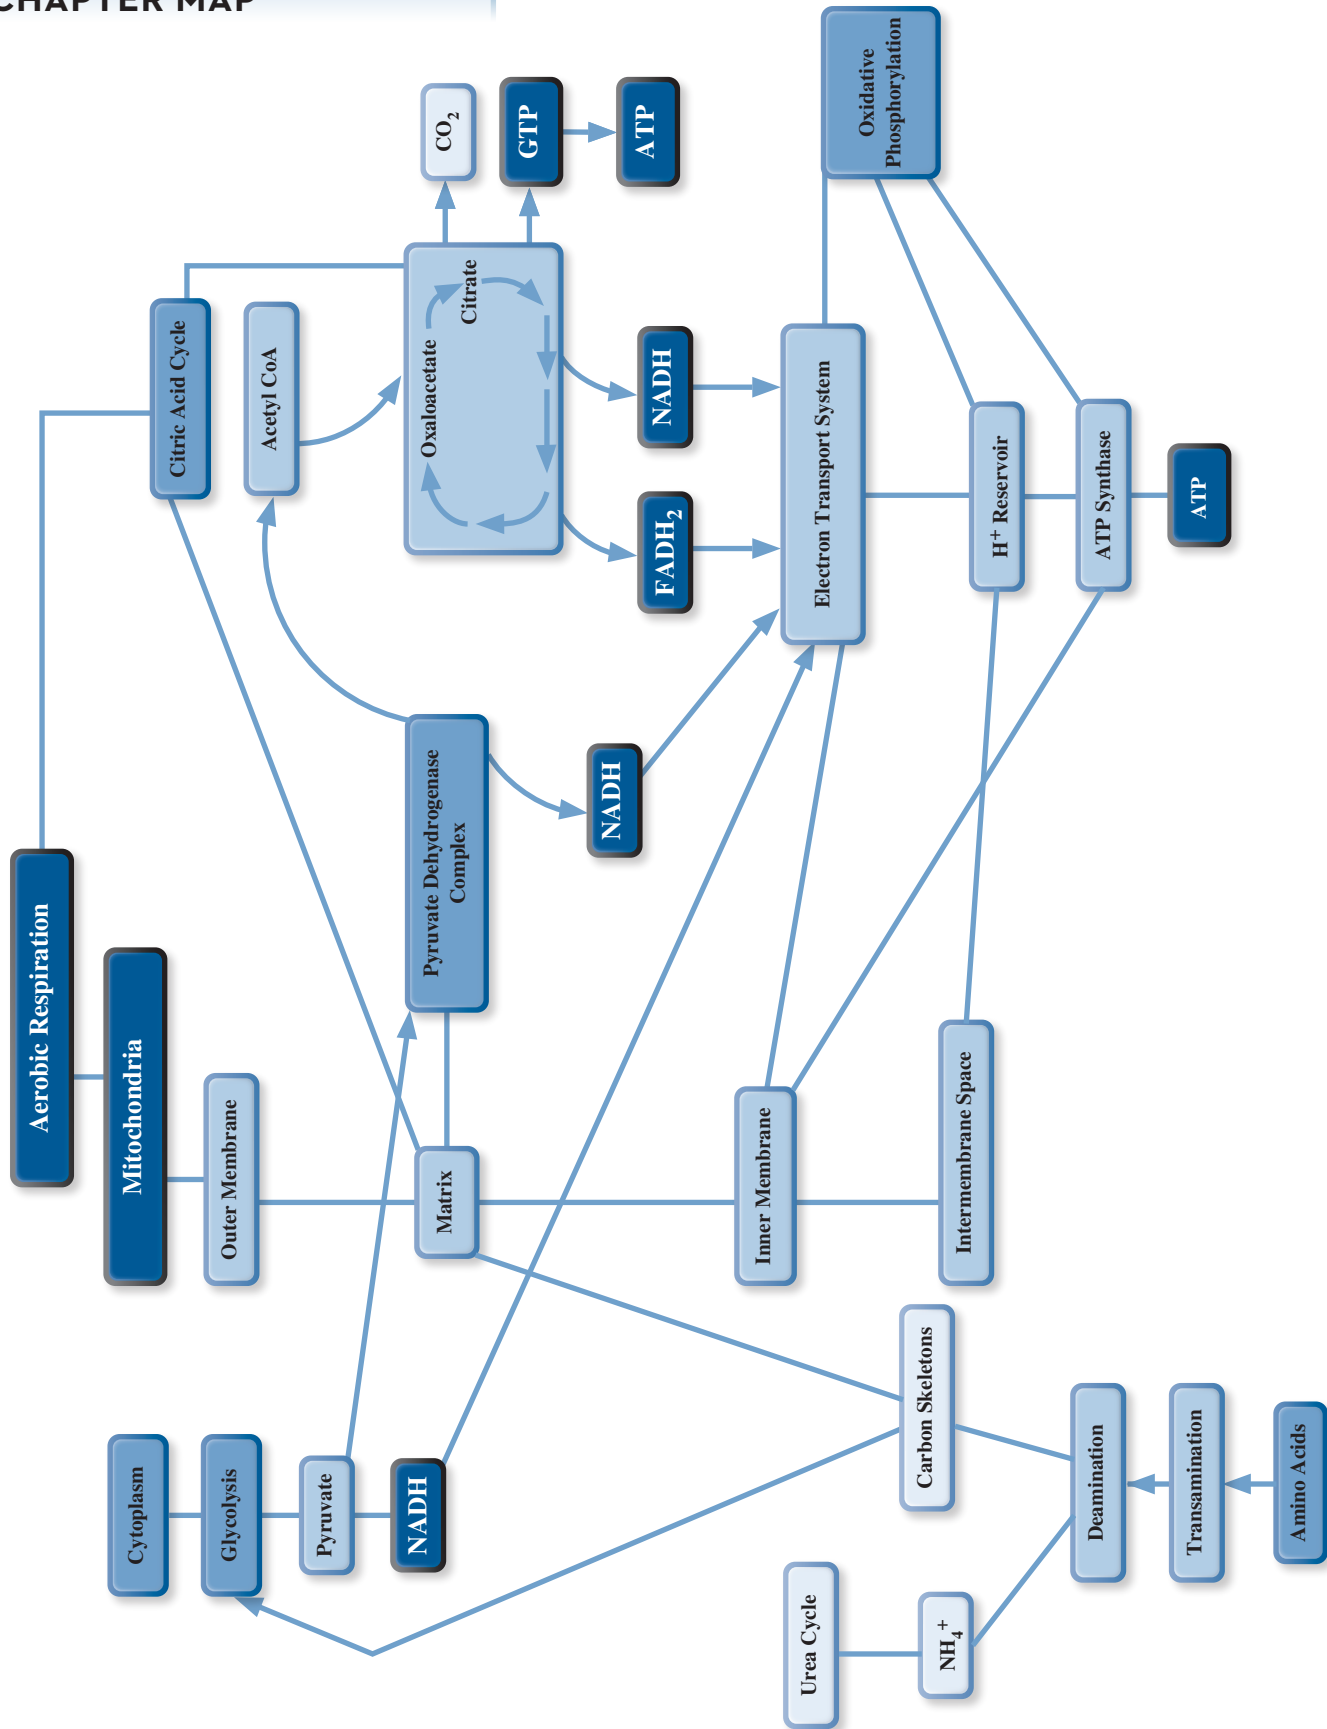 CHAPTER MAP
Aerobic Respiration
Mitochondria
Cytoplasm
Glycolysis
Pyruvate
NADH
Outer Membrane
Matrix
Inner Membrane
Intermembrane Space
Citric Acid Cycle
Acetyl CoA
Pyruvate Dehydrogenase
Complex
NADH
Oxaloacetate
Citrate
CO₂
GTP
ATP
FADH₂
NADH
Electron Transport System
Oxidative
Phosphorylation
H⁺ Reservoir
ATP Synthase
ATP
Urea Cycle
NH₄⁺
Carbon Skeletons
Deamination
Transamination
Amino Acids